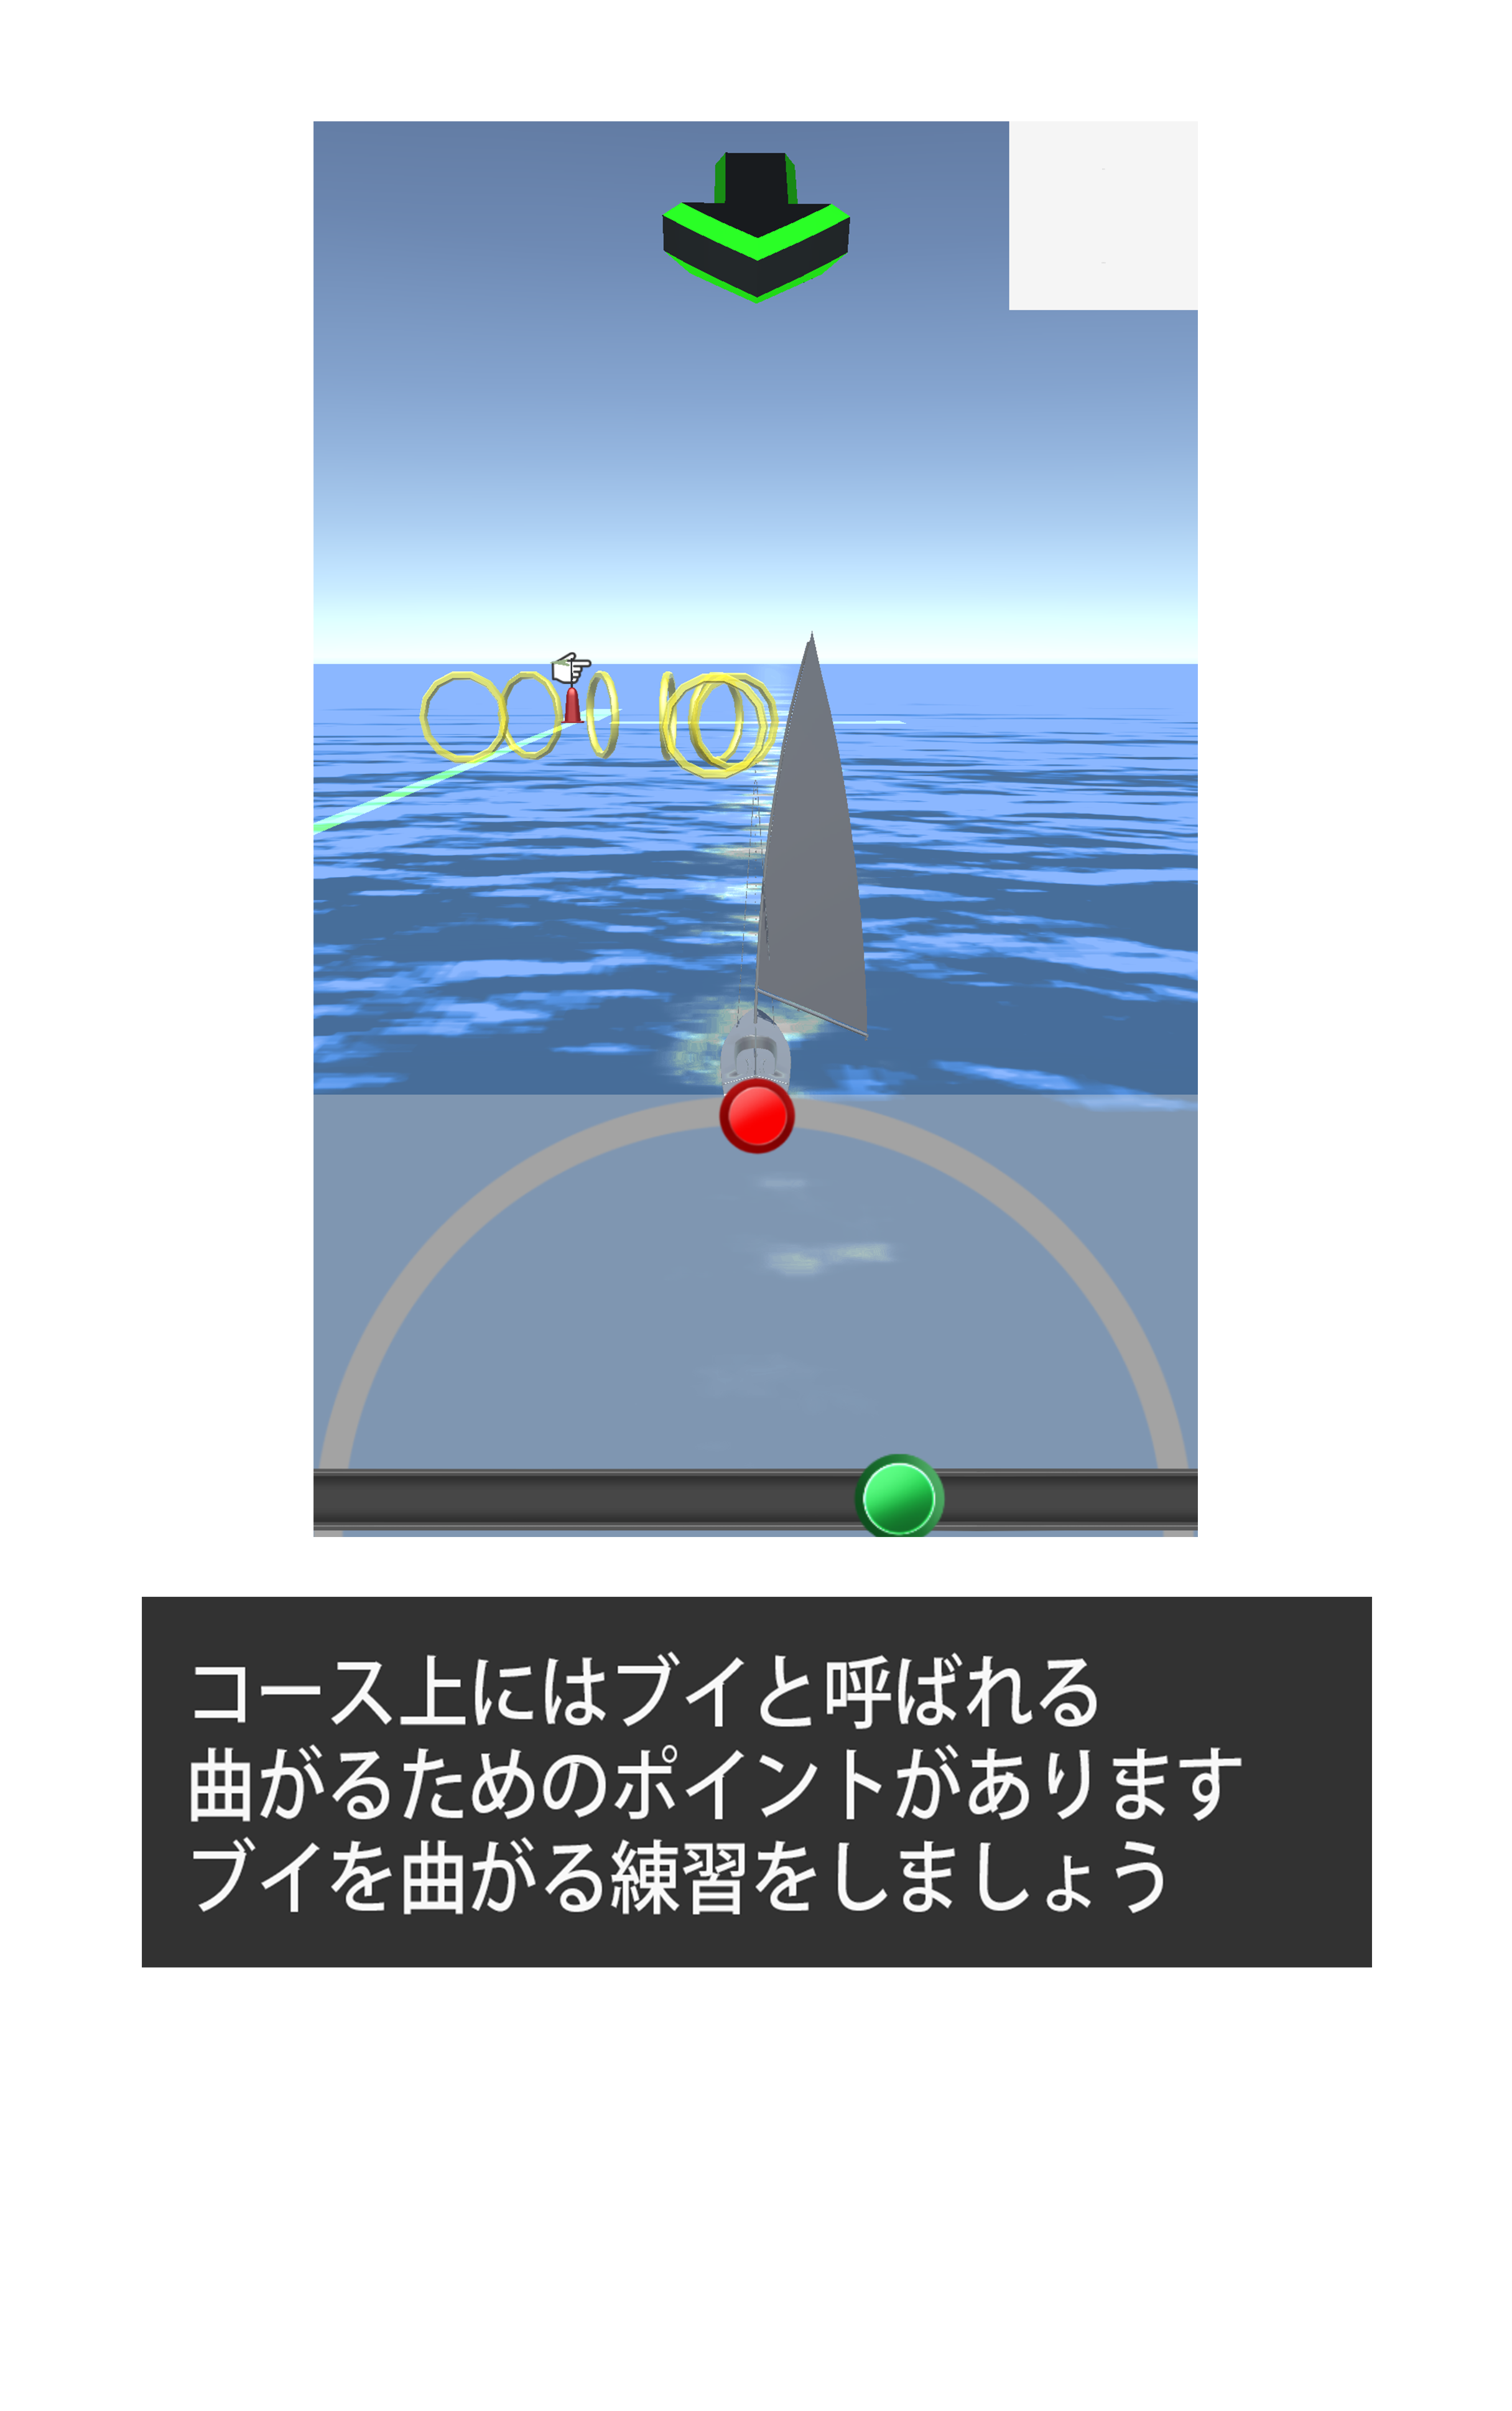 コース上にはブイと呼ばれる
曲がるためのポイントがあります
ブイを曲がる練習をしましょう